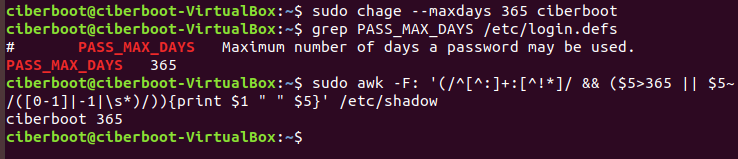 ciberboot@ciberboot-VirtualBox:~$ sudo chage --maxdays 365 ciberboot
ciberboot@ciberboot-VirtualBox:~$ grep PASS_MAX_DAYS /etc/login.defs
#       PASS_MAX_DAYS   Maximum number of days a password may be used.
PASS_MAX_DAYS   365
ciberboot@ciberboot-VirtualBox:~$ sudo awk -F: '(/^[^:]+:[^!*]/ && ($5>365 || $5~
/([0-1]|-1|\s*)/)){print $1 " " $5}' /etc/shadow
ciberboot 365
ciberboot@ciberboot-VirtualBox:~$